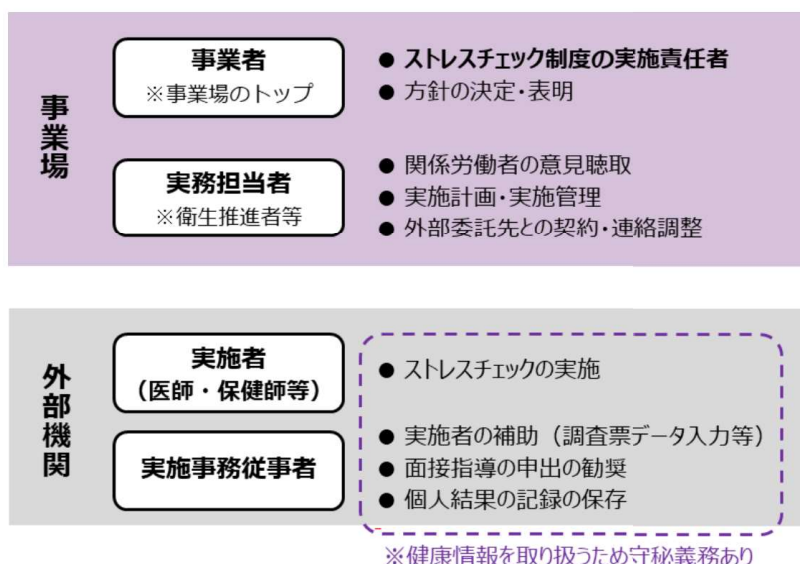 事業場
事業者
※事業場のトップ
● ストレスチェック制度の実施責任者
● 方針の決定・表明
実務担当者
※衛生推進者等
● 関係労働者の意見聴取
● 実施計画・実施管理
● 外部委託先との契約・連絡調整
外部機関
実施者
（医師・保健師等）
● ストレスチェックの実施
実施事務従事者
● 実施者の補助（調査票データ入力等）
● 面接指導の申出の勧奨
● 個人結果の記録の保存
※健康情報を取り扱うため守秘義務あり